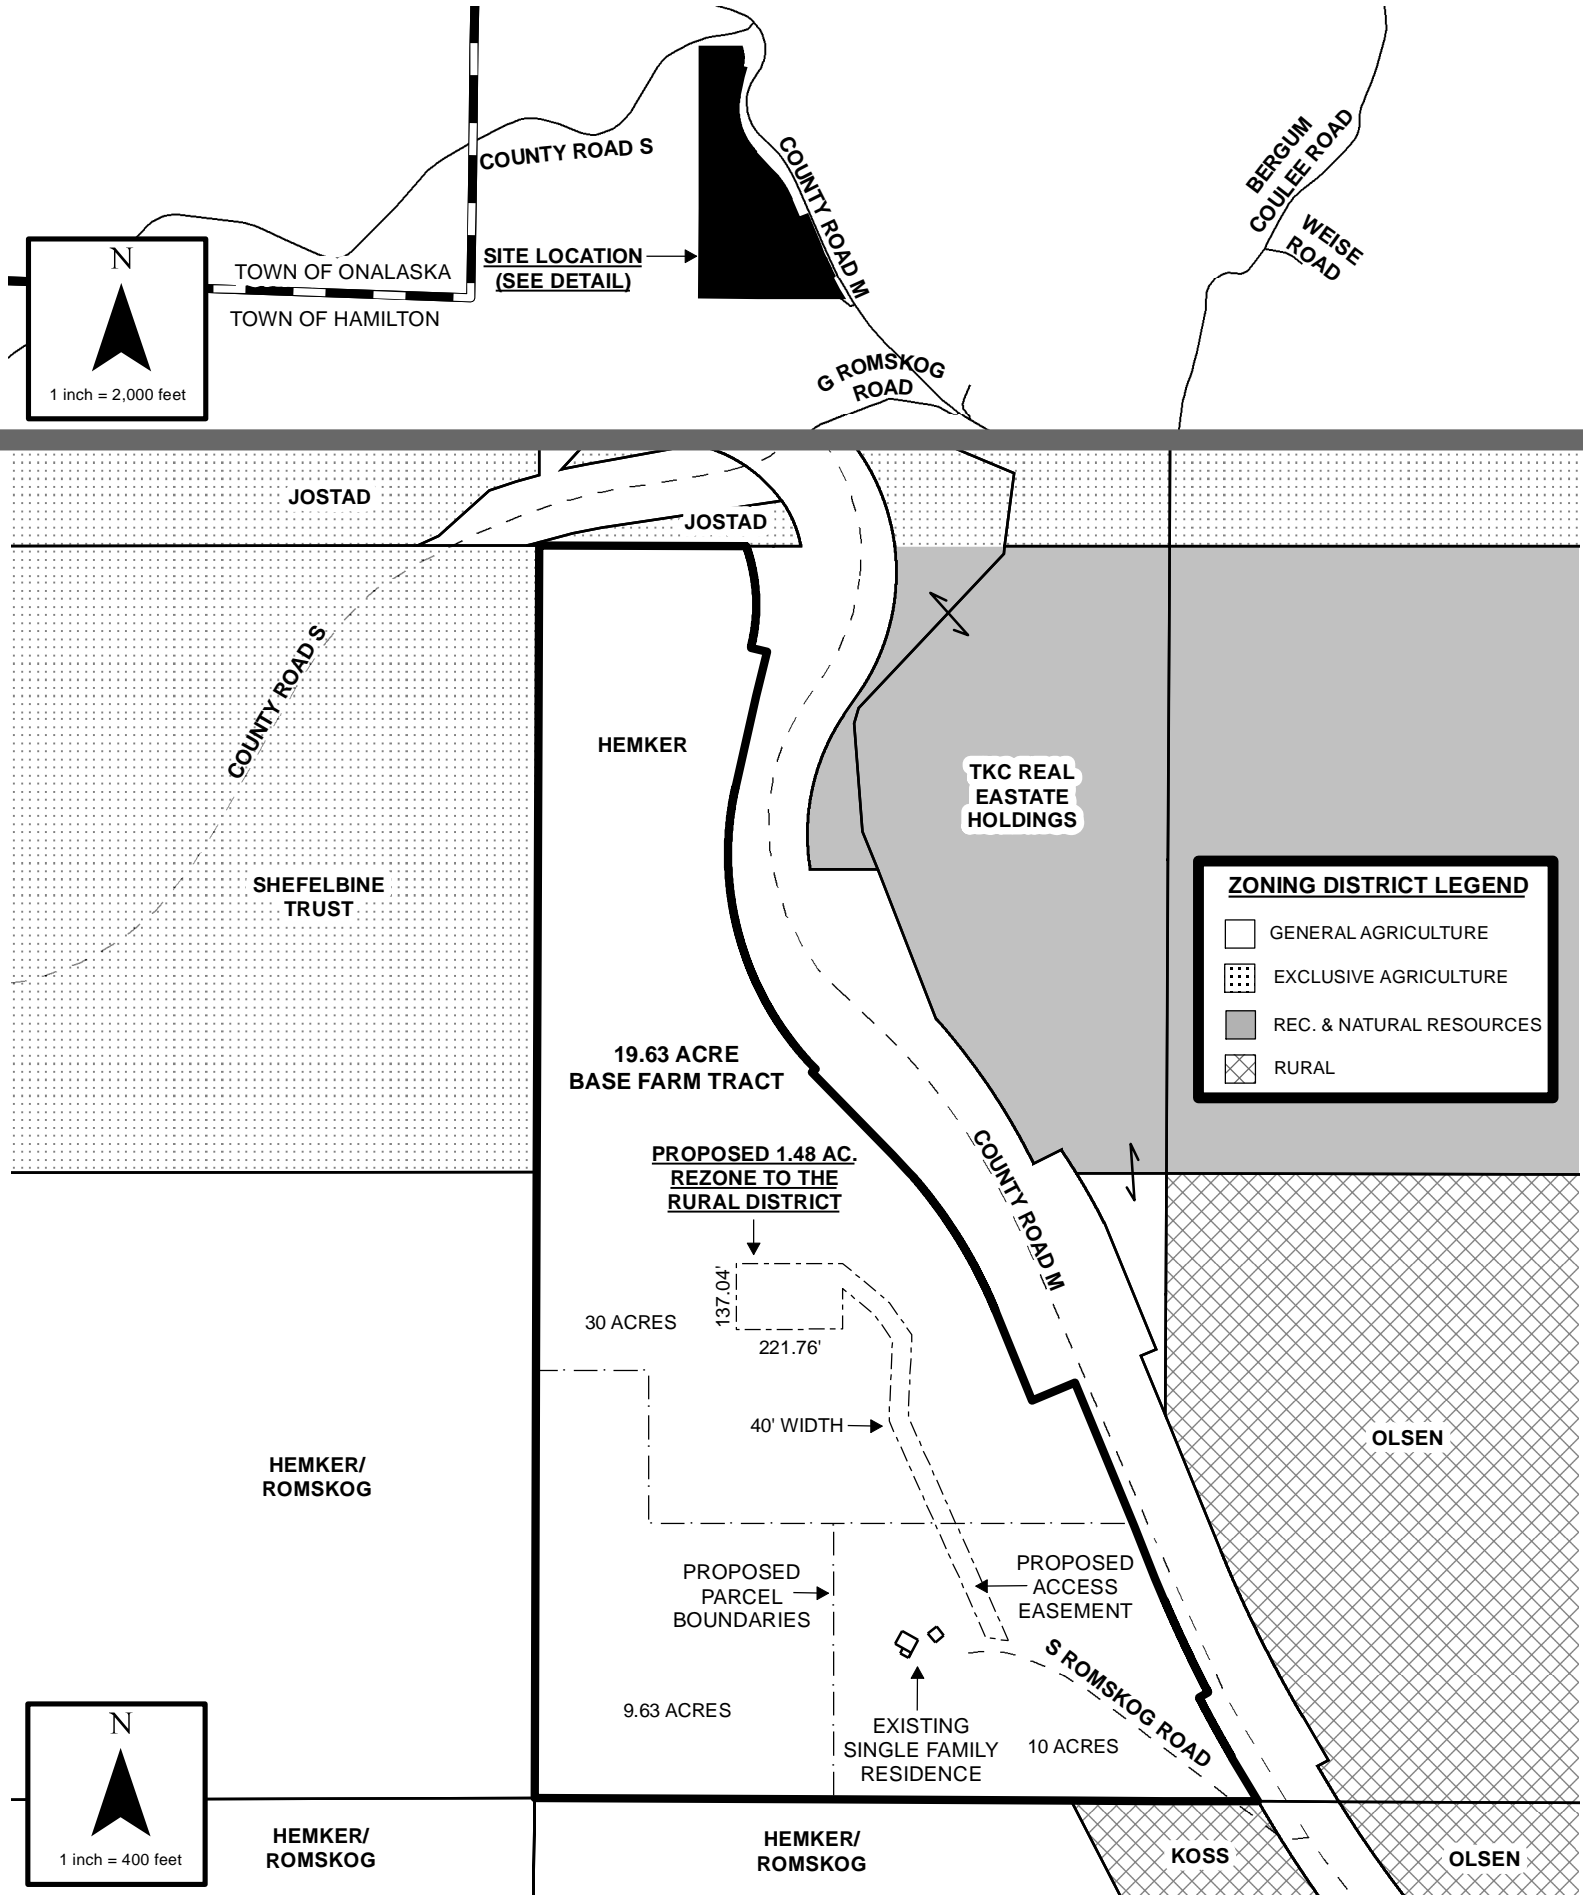 COUNTY ROAD S
COUNTY ROAD M
BERGUM
COULEE ROAD
WEISE
ROAD
SITE LOCATION
(SEE DETAIL)
N
1 inch = 2,000 feet
TOWN OF ONALASKA
TOWN OF HAMILTON
G ROMSKOG
ROAD
JOSTAD
JOSTAD
COUNTY ROAD S
HEMKER
TKC REAL
EASTATE
HOLDINGS
SHEFELBINE
TRUST
ZONING DISTRICT LEGEND
GENERAL AGRICULTURE
EXCLUSIVE AGRICULTURE
REC. & NATURAL RESOURCES
RURAL
19.63 ACRE
BASE FARM TRACT
PROPOSED 1.48 AC.
REZONE TO THE
RURAL DISTRICT
COUNTY ROAD M
137.04'
30 ACRES
221.76'
40' WIDTH
OLSEN
HEMKER/
ROMSKOG
PROPOSED
PARCEL
BOUNDARIES
PROPOSED
ACCESS
EASEMENT
S ROMSKOG ROAD
9.63 ACRES
EXISTING
SINGLE FAMILY
RESIDENCE
10 ACRES
N
1 inch = 400 feet
HEMKER/
ROMSKOG
HEMKER/
ROMSKOG
KOSS
OLSEN